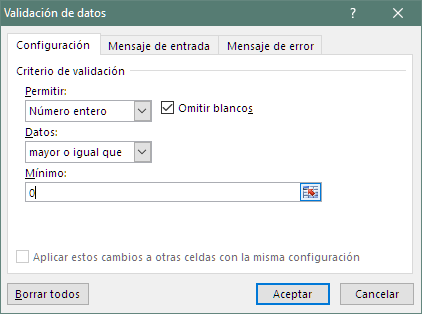 Validación de datos ?
Configuración Mensaje de entrada Mensaje de error
Criterio de validación
Permitir:
Número entero Omitir blancos
Datos:
mayor o igual que
Mínimo:
0
Aplicar estos cambios a otras celdas con la misma configuración
Borrar todos Aceptar Cancelar